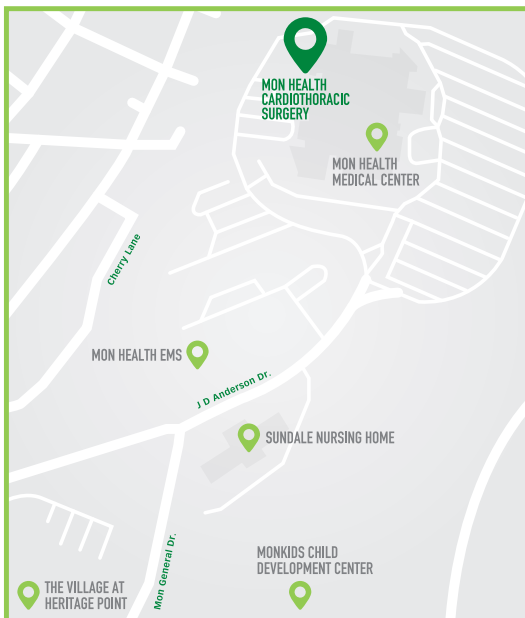 MON HEALTH
CARDIOTHORACIC
SURGERY
MON HEALTH
MEDICAL CENTER
Cherry Lane
MON HEALTH EMS
J D Anderson Dr.
SUNDALE NURSING HOME
Mon General Dr.
MONKIDS CHILD
DEVELOPMENT CENTER
THE VILLAGE AT
HERITAGE POINT